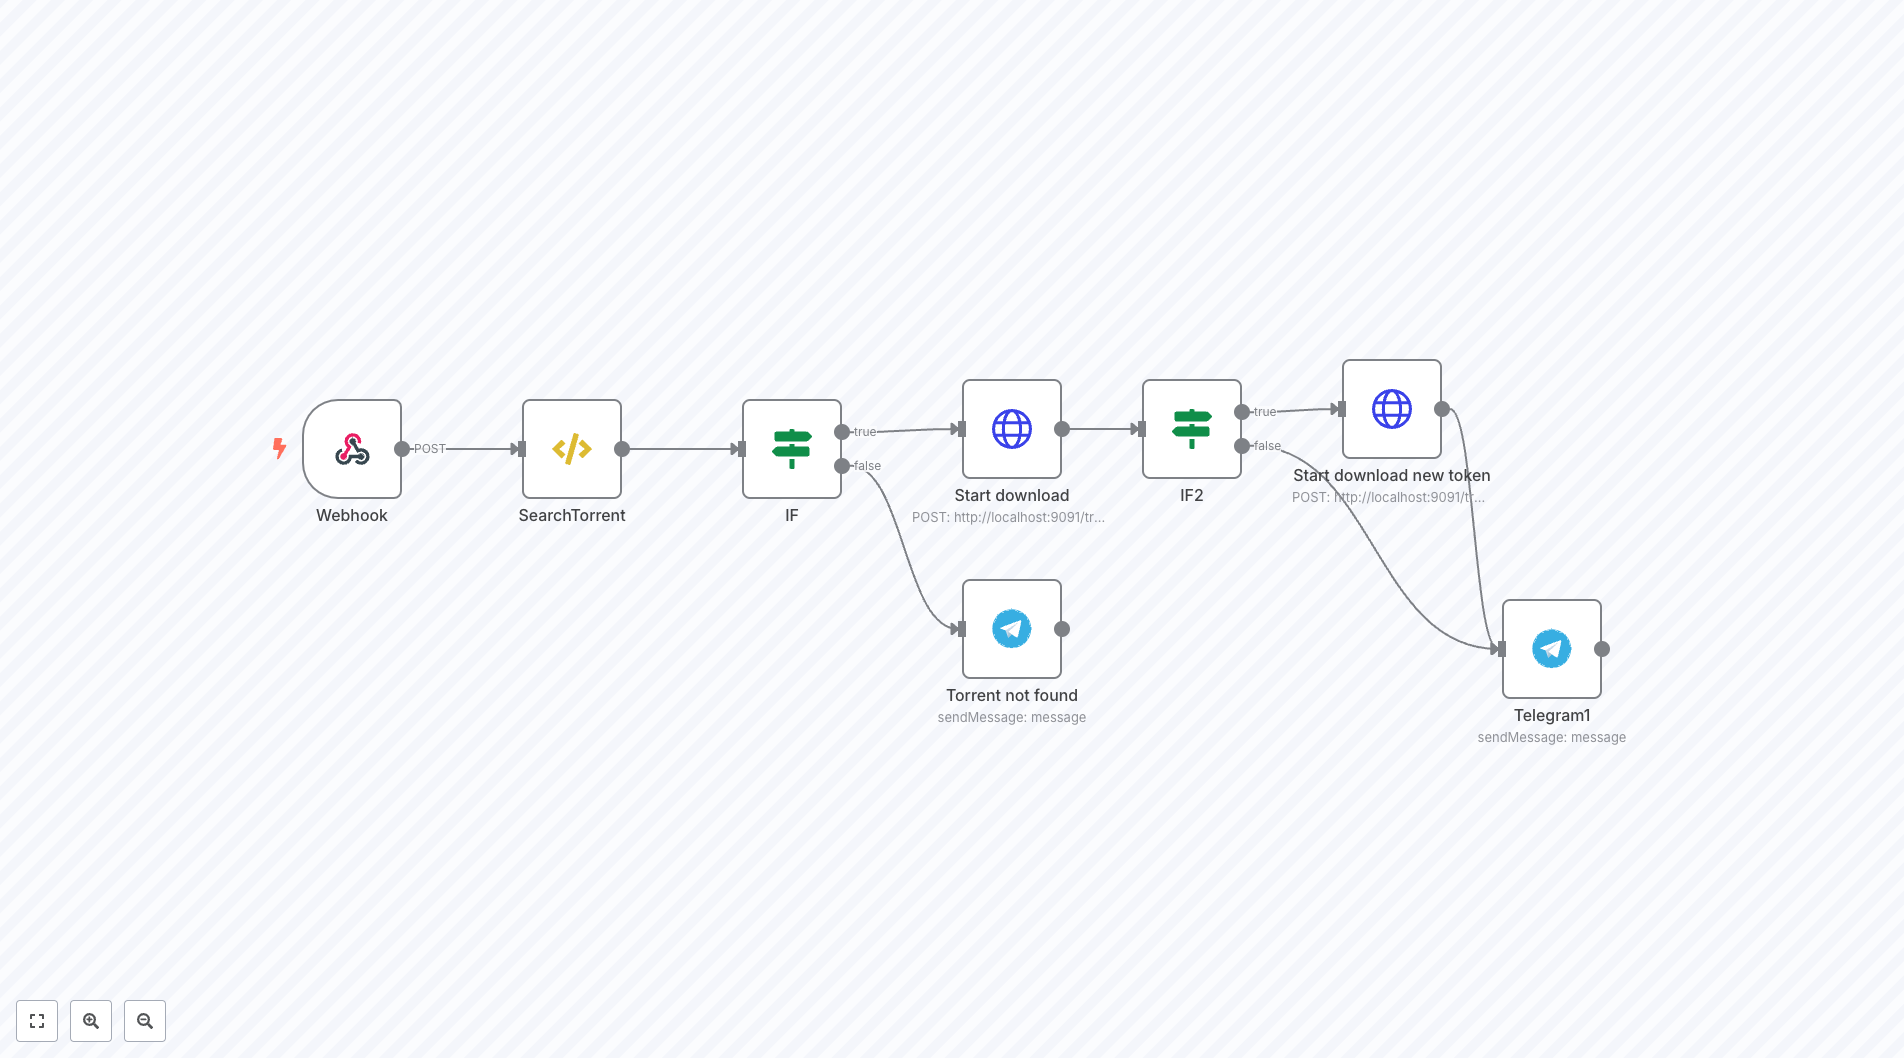 POST
Webhook
SearchTorrent
true
false
IF
Start download
POST: http://localhost:9091/tr...
true
false
IF2
Start download new token
POST: http://localhost:9091/tr...
Torrent not found
sendMessage: message
Telegram1
sendMessage: message